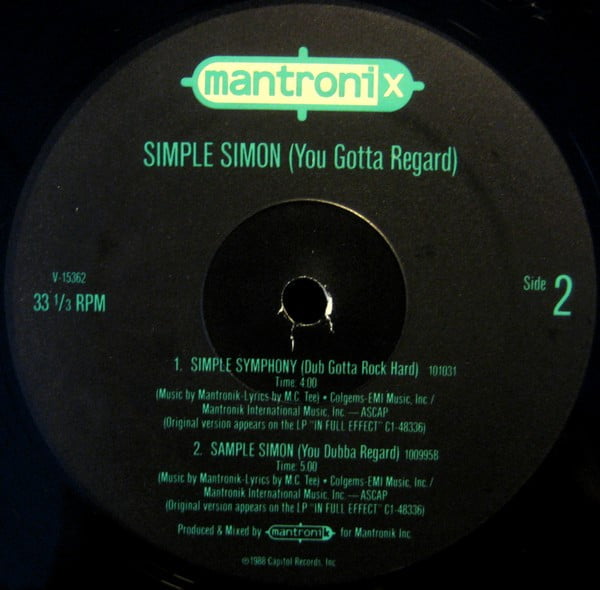 mantronix
SIMPLE SIMON (You Gotta Regard)
V-15362
33 1/3 RPM
Side 2
1. SIMPLE SYMPHONY (Dub Gotta Rock Hard) 101031
Time: 4:00
(Music by Mantronik-Lyrics by M.C. Tee) • Colgems-EMI Music, Inc./
Mantronik International Music, Inc. — ASCAP
(Original version appears on the LP "IN FULL EFFECT" C1-48336)
2. SAMPLE SIMON (You Dubba Regard) 100995B
Time: 5:00
(Music by Mantronik-Lyrics by M.C. Tee) • Colgems-EMI Music, Inc./
Mantronik International Music, Inc. — ASCAP
(Original version appears on the LP "IN FULL EFFECT" C1-48336)
Produced & Mixed by mantronik for Mantronik Inc.
℗©1988 Capitol Records, Inc.